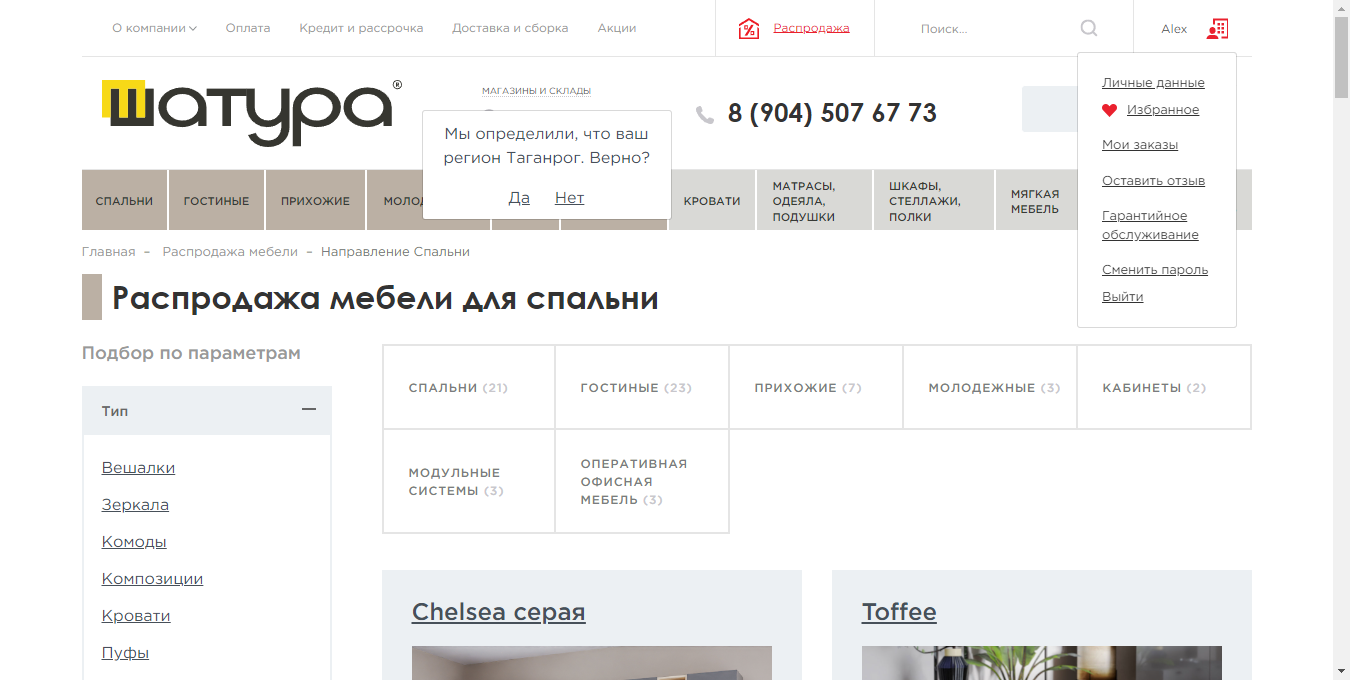 О компании
Оплата
Кредит и рассрочка
Доставка и сборка
Акции
Распродажа
Поиск...
Alex
шатура®
МАГАЗИНЫ И СКЛАДЫ
8 (904) 507 67 73
Мы определили, что ваш
регион Таганрог. Верно?
Да
Нет
Личные данные
Избранное
Мои заказы
Оставить отзыв
Гарантийное
обслуживание
Сменить пароль
Выйти
СПАЛЬНИ
ГОСТИНЫЕ
ПРИХОЖИЕ
КРОВАТИ
МАТРАСЫ,
ОДЕЯЛА,
ПОДУШКИ
ШКАФЫ,
СТЕЛЛАЖИ,
ПОЛКИ
МЯГКАЯ
МЕБЕЛЬ
Главная – Распродажа мебели – Направление Спальни
Распродажа мебели для спальни
Подбор по параметрам
Тип
Вешалки
Зеркала
Комоды
Композиции
Кровати
Пуфы
СПАЛЬНИ (21)
ГОСТИНЫЕ (23)
ПРИХОЖИЕ (7)
МОЛОДЕЖНЫЕ (3)
КАБИНЕТЫ (2)
МОДУЛЬНЫЕ
СИСТЕМЫ (3)
ОПЕРАТИВНАЯ
ОФИСНАЯ
МЕБЕЛЬ (3)
Chelsea серая
Toffee